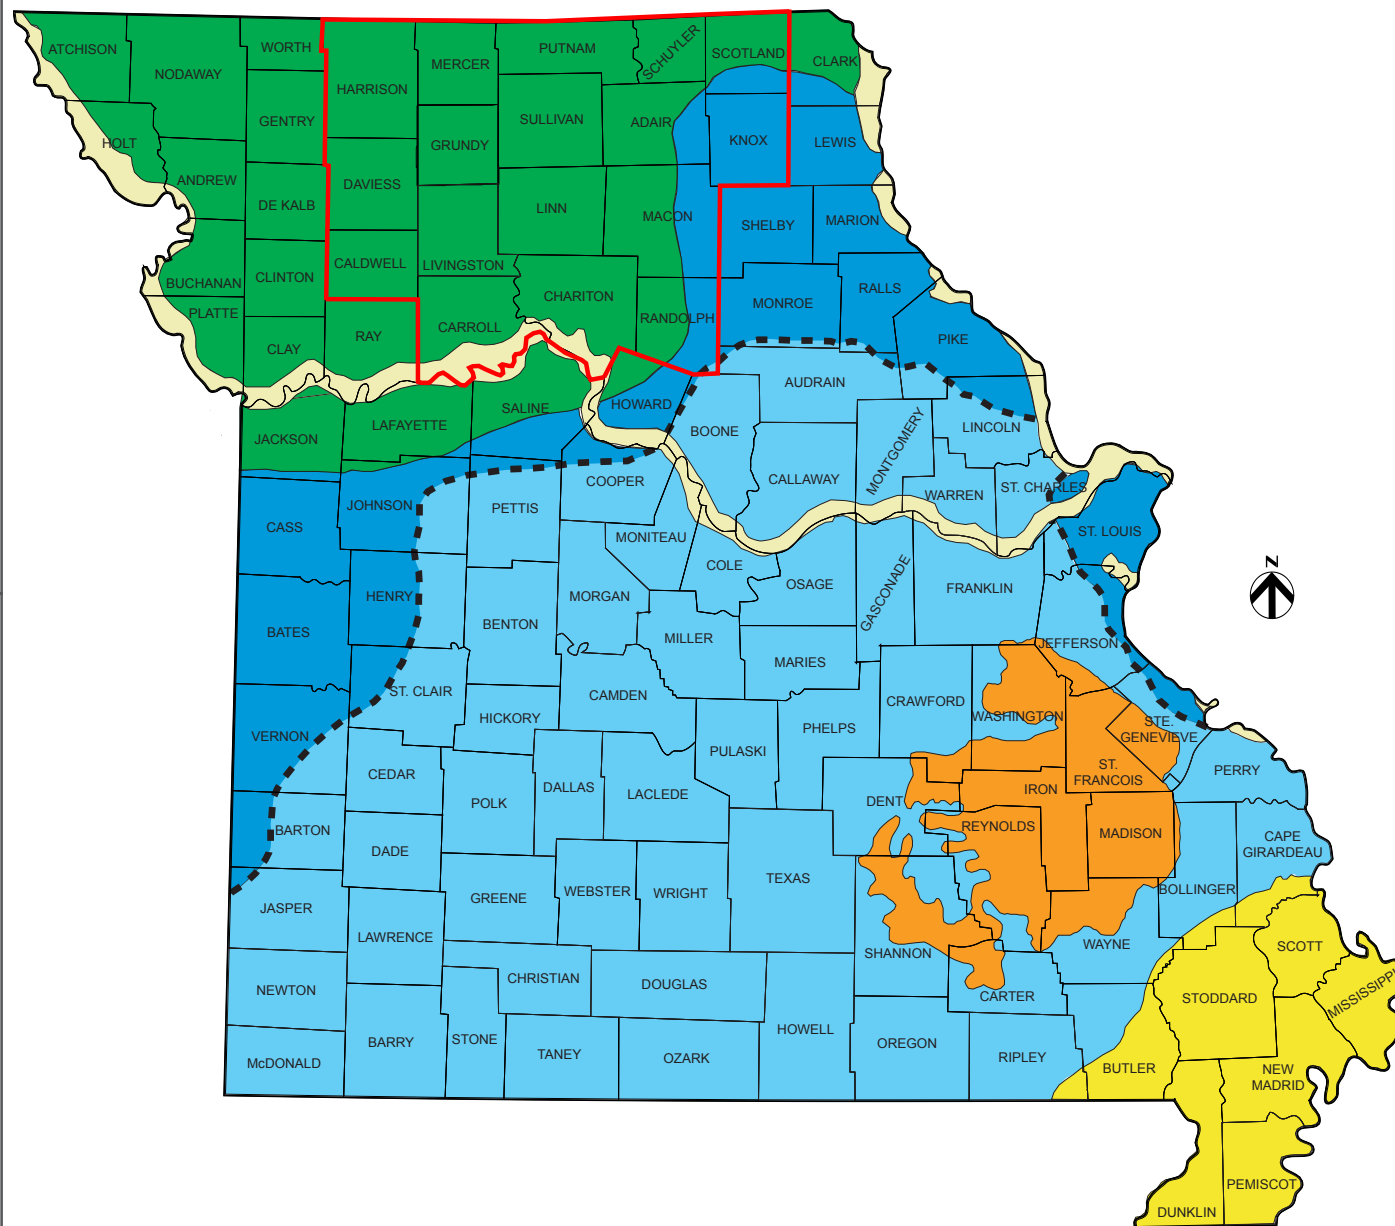 ATCHISON
NODAWAY
WORTH
HARRISON
MERCER
PUTNAM
SCHUYLER
SCOTLAND
CLARK
HOLT
GENTRY
GRUNDY
SULLIVAN
ADAIR
KNOX
LEWIS
ANDREW
DE KALB
DAVIESS
LINN
MACON
SHELBY
MARION
BUCHANAN
CLINTON
CALDWELL
LIVINGSTON
CHARITON
RANDOLPH
MONROE
RALLS
PLATTE
CLAY
RAY
CARROLL
PIKE
JACKSON
LAFAYETTE
SALINE
HOWARD
BOONE
AUDRAIN
MONTGOMERY
LINCOLN
CASS
JOHNSON
PETTIS
COOPER
MONITEAU
CALLAWAY
WARREN
ST. CHARLES
ST. LOUIS
N
BATES
HENRY
BENTON
MORGAN
COLE
MILLER
OSAGE
GASCONADE
FRANKLIN
JEFFERSON
MARIES
VERNON
ST. CLAIR
HICKORY
CAMDEN
PULASKI
PHELPS
CRAWFORD
WASHINGTON
STE.
GENEVIEVE
ST.
FRANCOIS
PERRY
BARTON
CEDAR
POLK
DALLAS
LACLEDE
DENT
IRON
REYNOLDS
MADISON
CAPE
GIRARDEAU
DADE
JASPER
GREENE
WEBSTER
WRIGHT
TEXAS
BOLLINGER
LAWRENCE
SHANNON
WAYNE
SCOTT
NEWTON
CHRISTIAN
DOUGLAS
CARTER
STODDARD
MISSISSIPPI
McDONALD
BARRY
STONE
TANEY
OZARK
HOWELL
OREGON
RIPLEY
BUTLER
NEW
MADRID
PEMISCOT
DUNKLIN